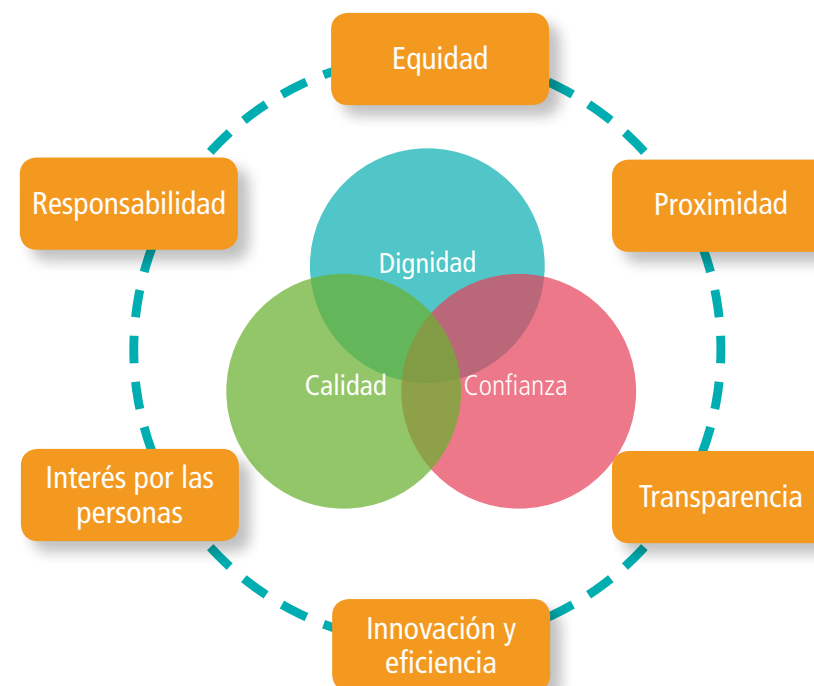 Equidad
Responsabilidad
Proximidad
Dignidad
Calidad
Confianza
Interés por las
personas
Transparencia
Innovación y
eficiencia